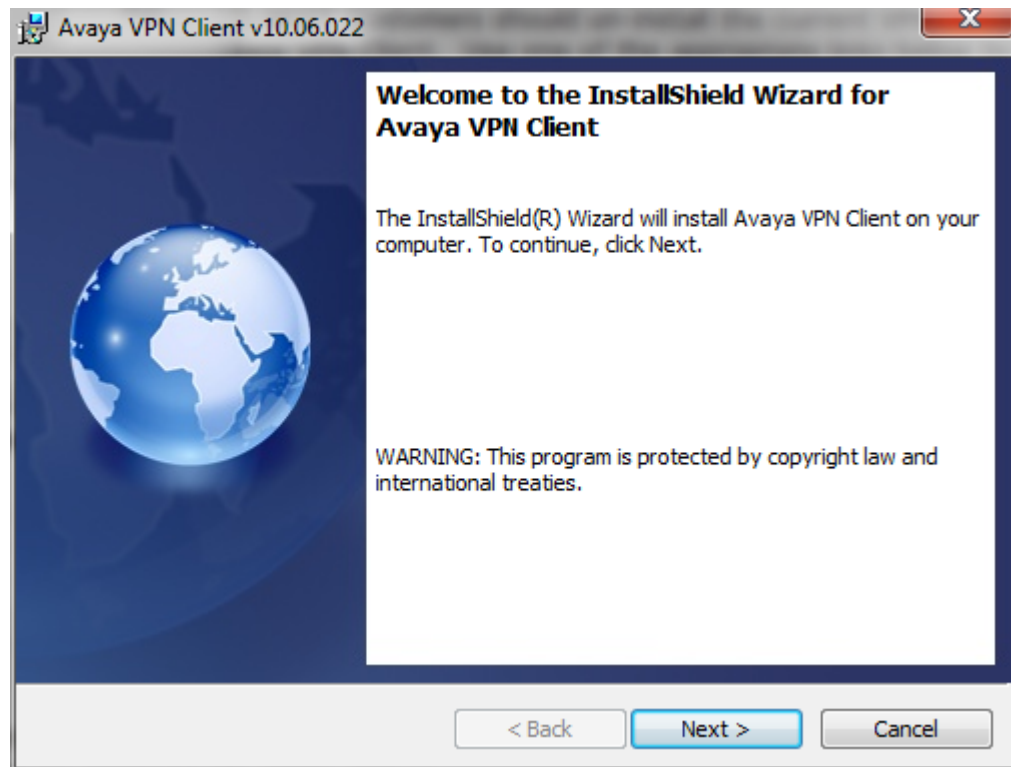 Avaya VPN Client v10.06.022
Welcome to the InstallShield Wizard for
Avaya VPN Client
The InstallShield(R) Wizard will install Avaya VPN Client on your
computer. To continue, click Next.
WARNING: This program is protected by copyright law and
international treaties.
< Back
Next >
Cancel